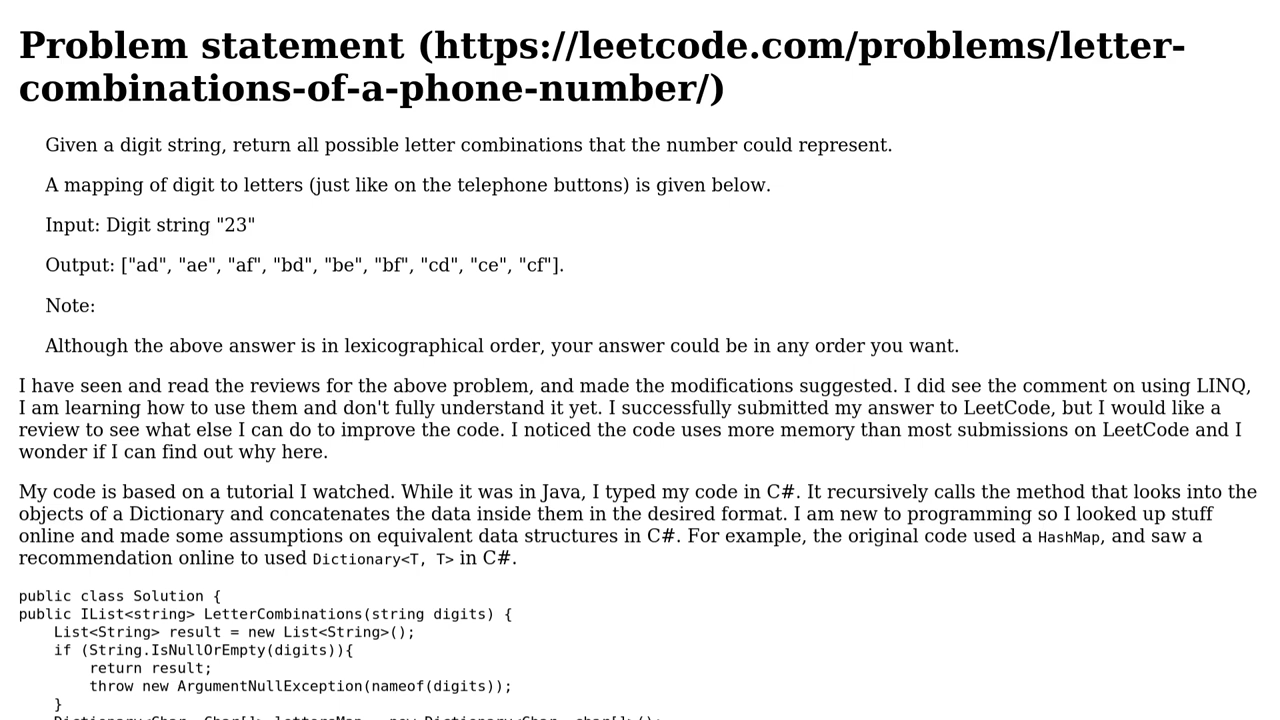 Problem statement (https://leetcode.com/problems/letter-
combinations-of-a-phone-number/)
Given a digit string, return all possible letter combinations that the number could represent.
A mapping of digit to letters (just like on the telephone buttons) is given below.
Input: Digit string "23"
Output: ["ad", "ae", "af", "bd", "be", "bf", "cd", "ce", "cf"].
Note:
Although the above answer is in lexicographical order, your answer could be in any order you want.
I have seen and read the reviews for the above problem, and made the modifications suggested. I did see the comment on using LINQ,
I am learning how to use them and don't fully understand it yet. I successfully submitted my answer to LeetCode, but I would like a
review to see what else I can do to improve the code. I noticed the code uses more memory than most submissions on LeetCode and I
wonder if I can find out why here.
My code is based on a tutorial I watched. While it was in Java, I typed my code in C#. It recursively calls the method that looks into the
objects of a Dictionary and concatenates the data inside them in the desired format. I am new to programming so I looked up stuff
online and made some assumptions on equivalent data structures in C#. For example, the original code used a HashMap, and saw a
recommendation online to used Dictionary<T, T> in C#.
public class Solution {
public IList<string> LetterCombinations(string digits) {
    List<String> result = new List<String>();
    if (String.IsNullOrEmpty(digits)){
        return result;
        throw new ArgumentNullException(nameof(digits));
    }